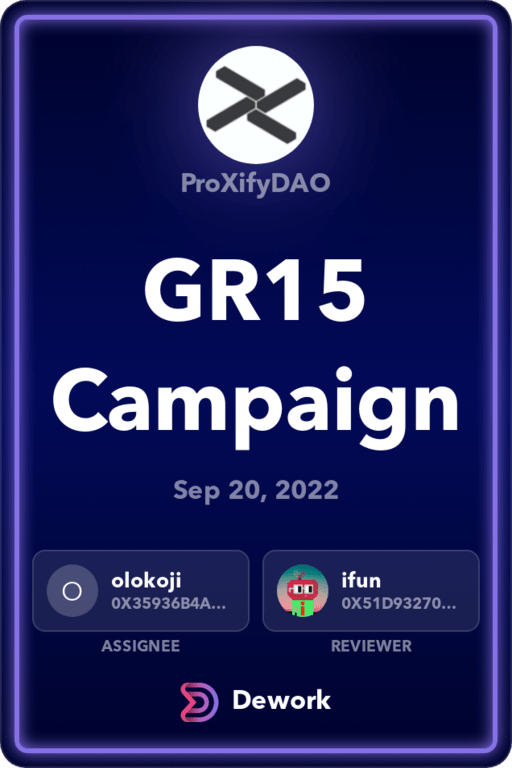 ProXifyDAO
GR15
Campaign
Sep 20, 2022
O
olokoji
0X35936B4A...
ifun
0X51D93270...
ASSIGNEE
REVIEWER
Dework